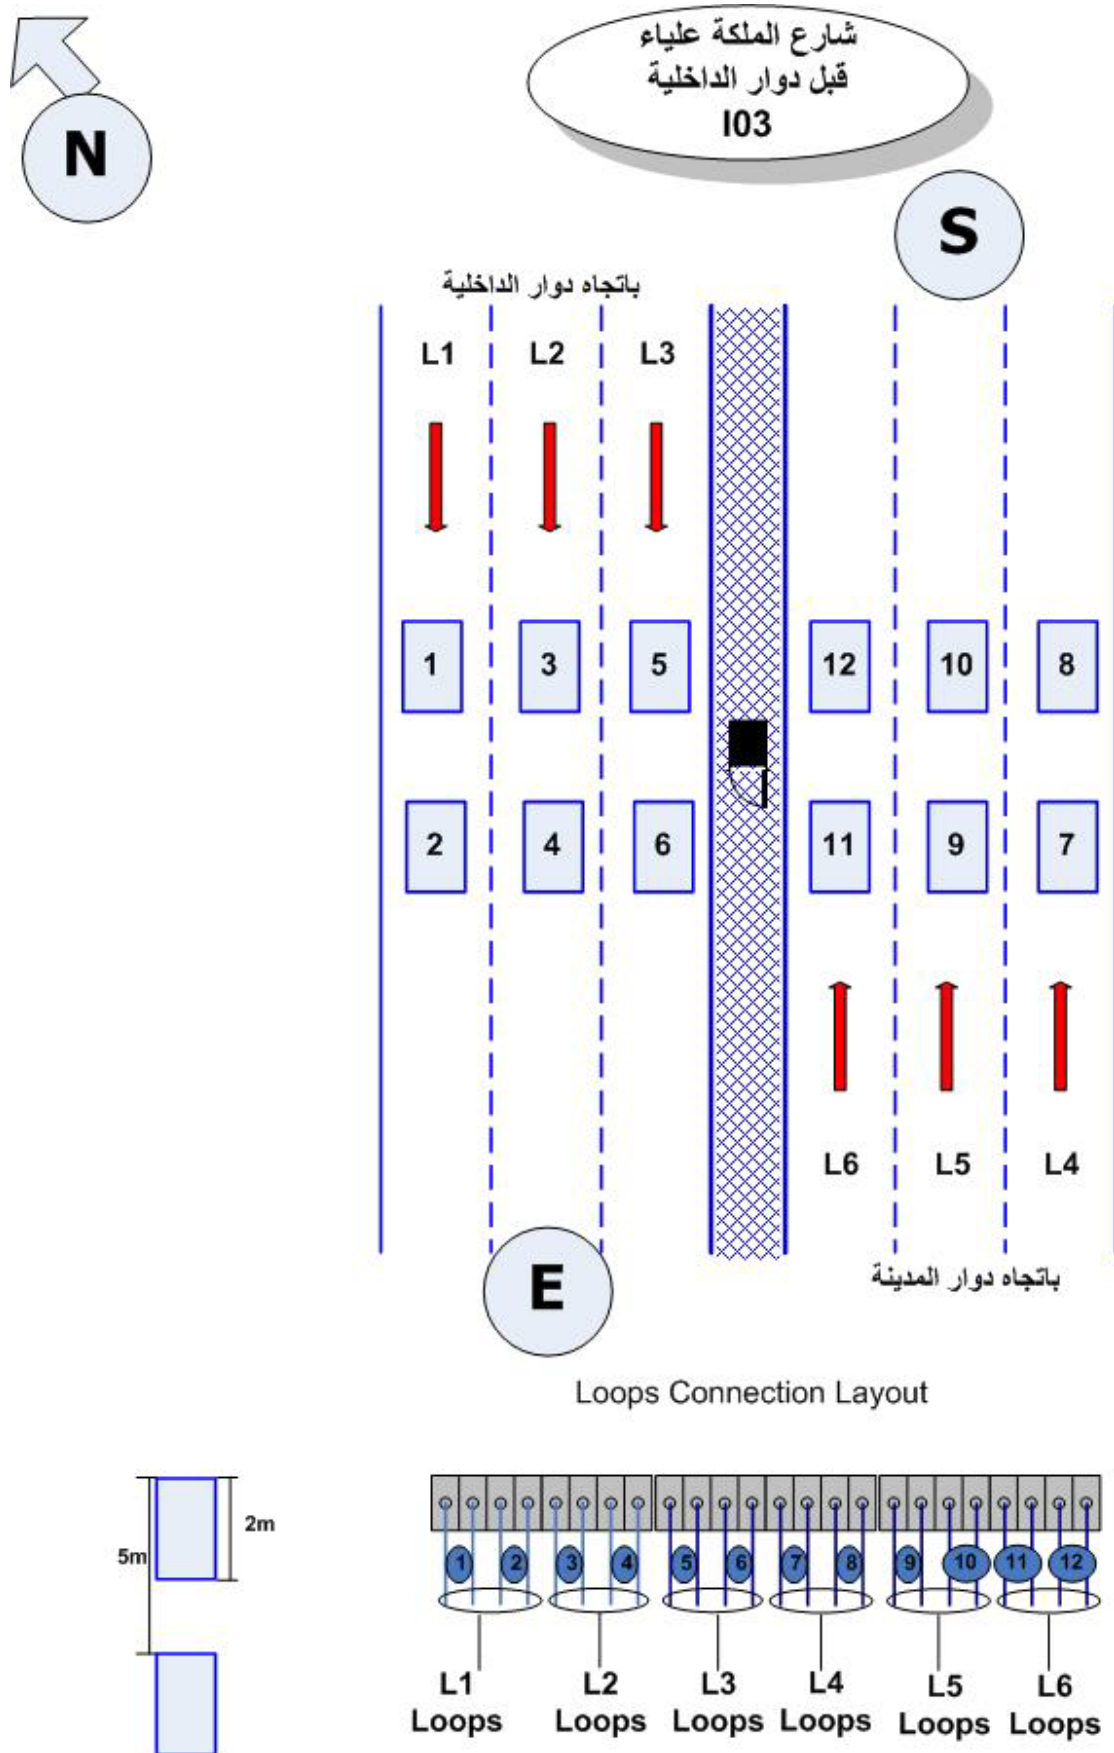 N
شارع الملكة علياء
قبل دوار الداخلية
I03
S
باتجاه دوار الداخلية
L1 L2 L3
1 3 5 12 10 8
2 4 6 11 9 7
L6 L5 L4
E
باتجاه دوار المدينة
Loops Connection Layout
2m
5m
1 2 3 4 5 6 7 8 9 10 11 12
L1 Loops
L2 Loops
L3 Loops
L4 Loops
L5 Loops
L6 Loops